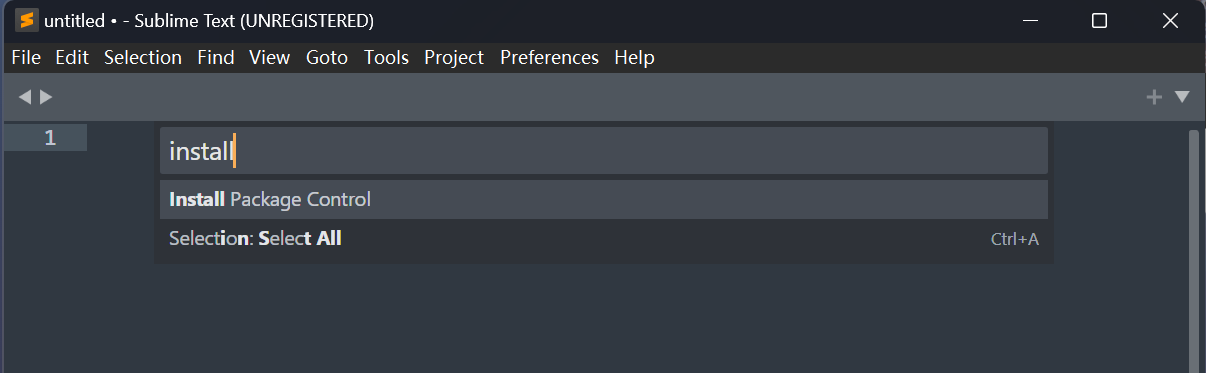 untitled • - Sublime Text (UNREGISTERED)
File Edit Selection Find View Goto Tools Project Preferences Help
1
install
Install Package Control
Selection: Select All Ctrl+A